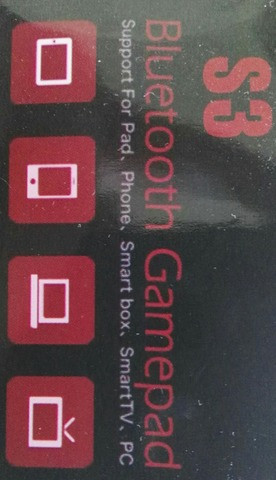 S3
Bluetooth Gamepad
Support For Pad、Phone、Smart box、SmartTV、PC